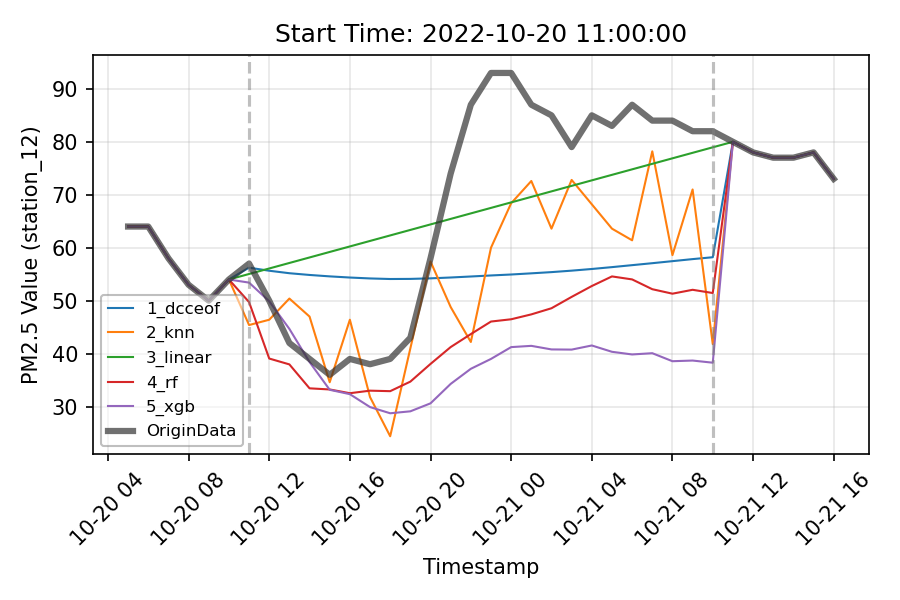 Start Time: 2022-10-20 11:00:00
PM2.5 Value (station_12)
90
80
70
60
50
40
30
1_dcceof
2_knn
3_linear
4_rf
5_xgb
OriginData
10-20 04
10-20 08
10-20 12
10-20 16
10-20 20
10-21 00
10-21 04
10-21 08
10-21 12
10-21 16
Timestamp